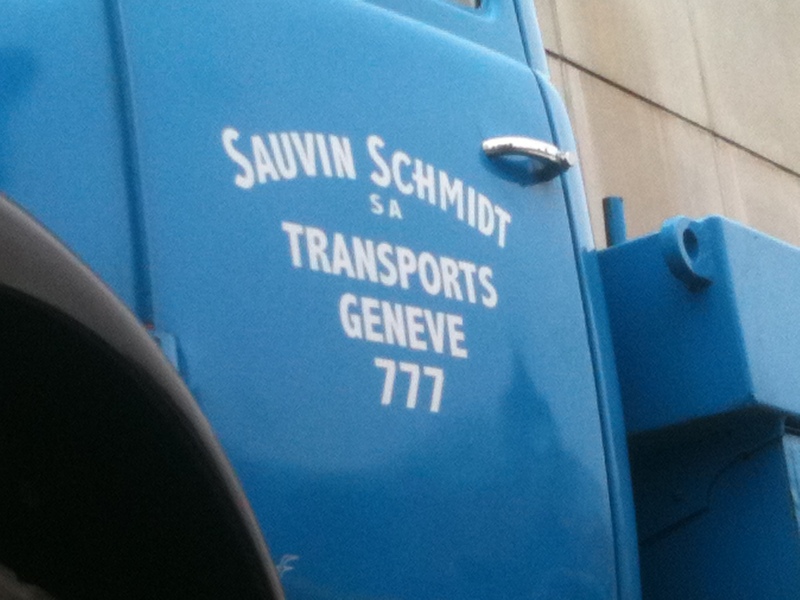 SAUVIN SCHMIDT
SA
TRANSPORTS
GENEVE
777